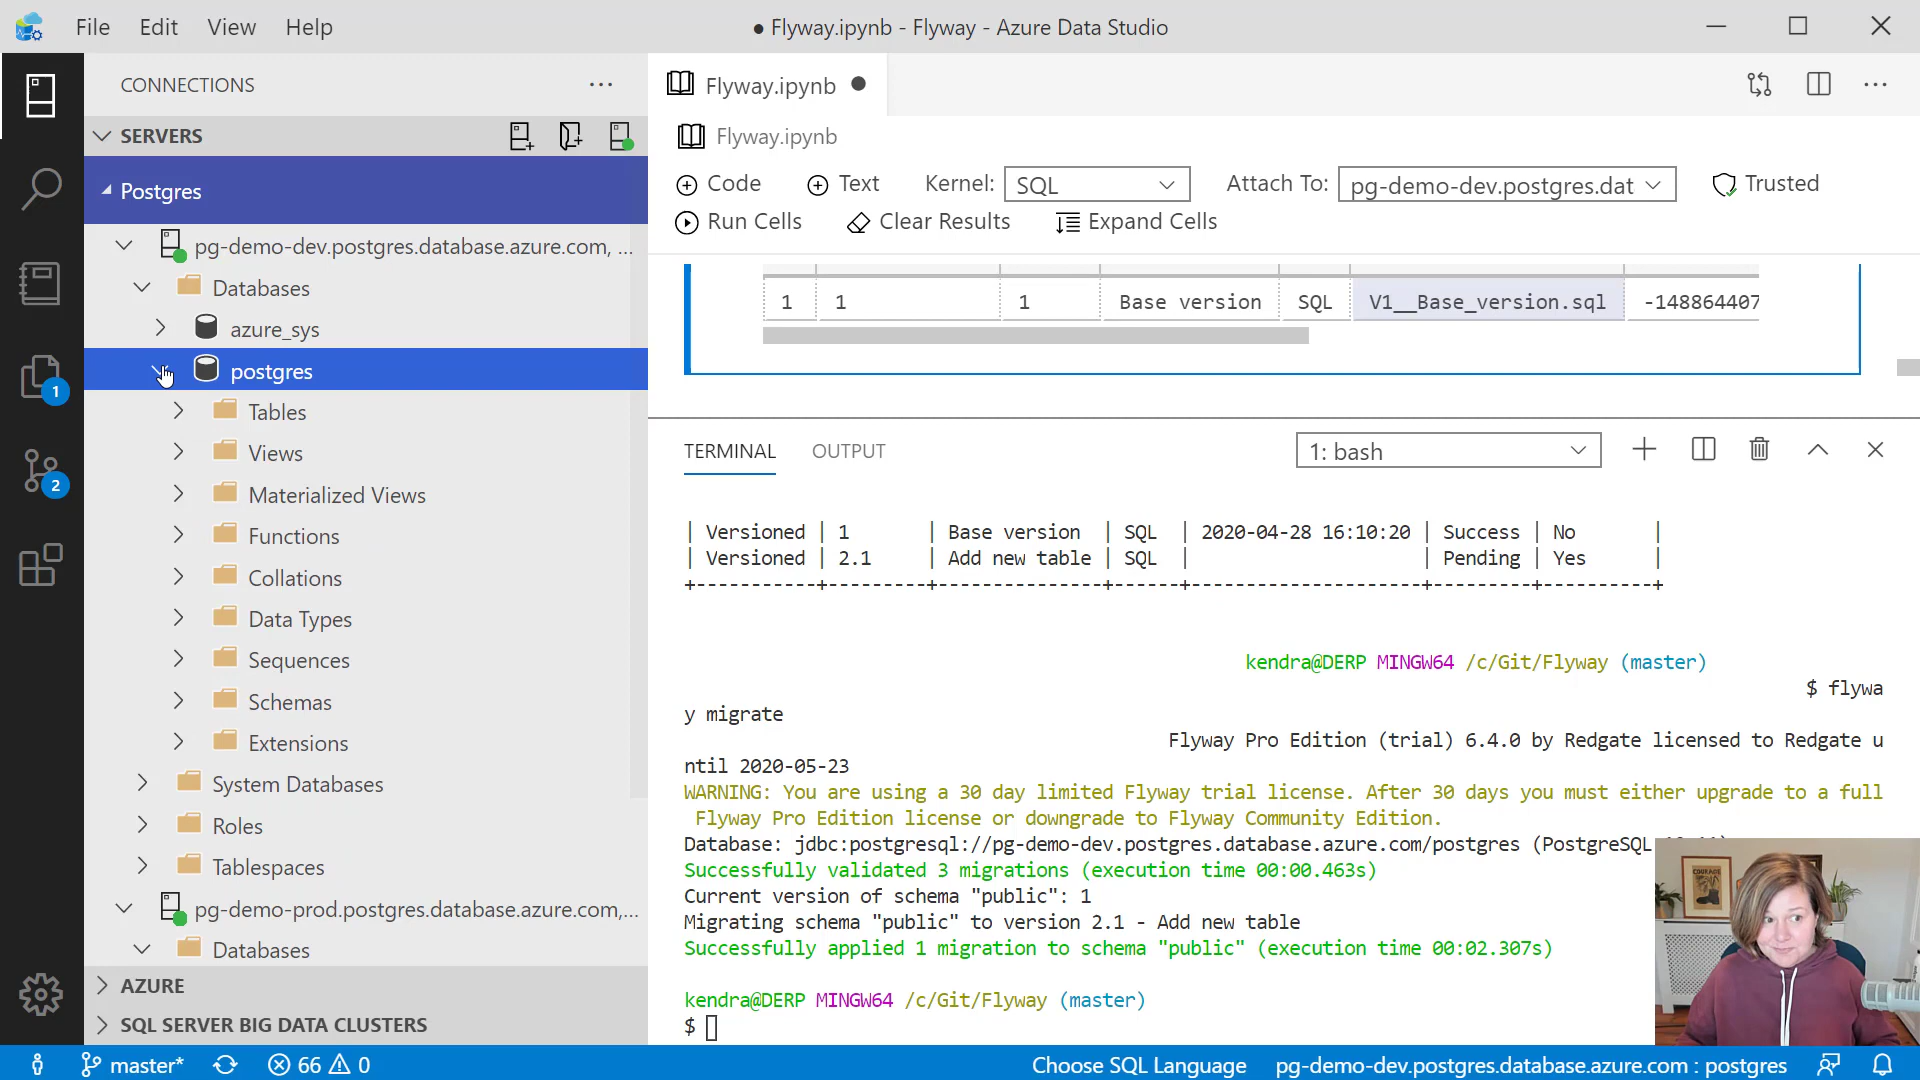 File Edit View Help
● Flyway.ipynb - Flyway - Azure Data Studio
CONNECTIONS
SERVERS
Postgres
pg-demo-dev.postgres.database.azure.com, ...
Databases
azure_sys
postgres
Tables
Views
Materialized Views
Functions
Collations
Data Types
Sequences
Schemas
Extensions
System Databases
Roles
Tablespaces
pg-demo-prod.postgres.database.azure.com,...
Databases
AZURE
SQL SERVER BIG DATA CLUSTERS
1
2
Flyway.ipynb
Flyway.ipynb
Code Text Kernel: SQL Attach To: pg-demo-dev.postgres.dat Trusted
Run Cells Clear Results Expand Cells
1 1 1 Base version SQL V1__Base_version.sql -148864407
TERMINAL OUTPUT 1: bash
| Versioned | 1 | Base version | SQL | 2020-04-28 16:10:20 | Success | No |
| Versioned | 2.1 | Add new table | SQL | | Pending | Yes |
+-----------+---------+----------------+------+---------------------+---------+----------+
kendra@DERP MINGW64 /c/Git/Flyway (master)
$ flywa
y migrate
Flyway Pro Edition (trial) 6.4.0 by Redgate licensed to Redgate u
ntil 2020-05-23
WARNING: You are using a 30 day limited Flyway trial license. After 30 days you must either upgrade to a full
Flyway Pro Edition license or downgrade to Flyway Community Edition.
Database: jdbc:postgresql://pg-demo-dev.postgres.database.azure.com/postgres (PostgreSQL
Successfully validated 3 migrations (execution time 00:00.463s)
Current version of schema "public": 1
Migrating schema "public" to version 2.1 - Add new table
Successfully applied 1 migration to schema "public" (execution time 00:02.307s)
kendra@DERP MINGW64 /c/Git/Flyway (master)
$
COURAGE
master* 66 0 Choose SQL Language pg-demo-dev.postgres.database.azure.com : postgres